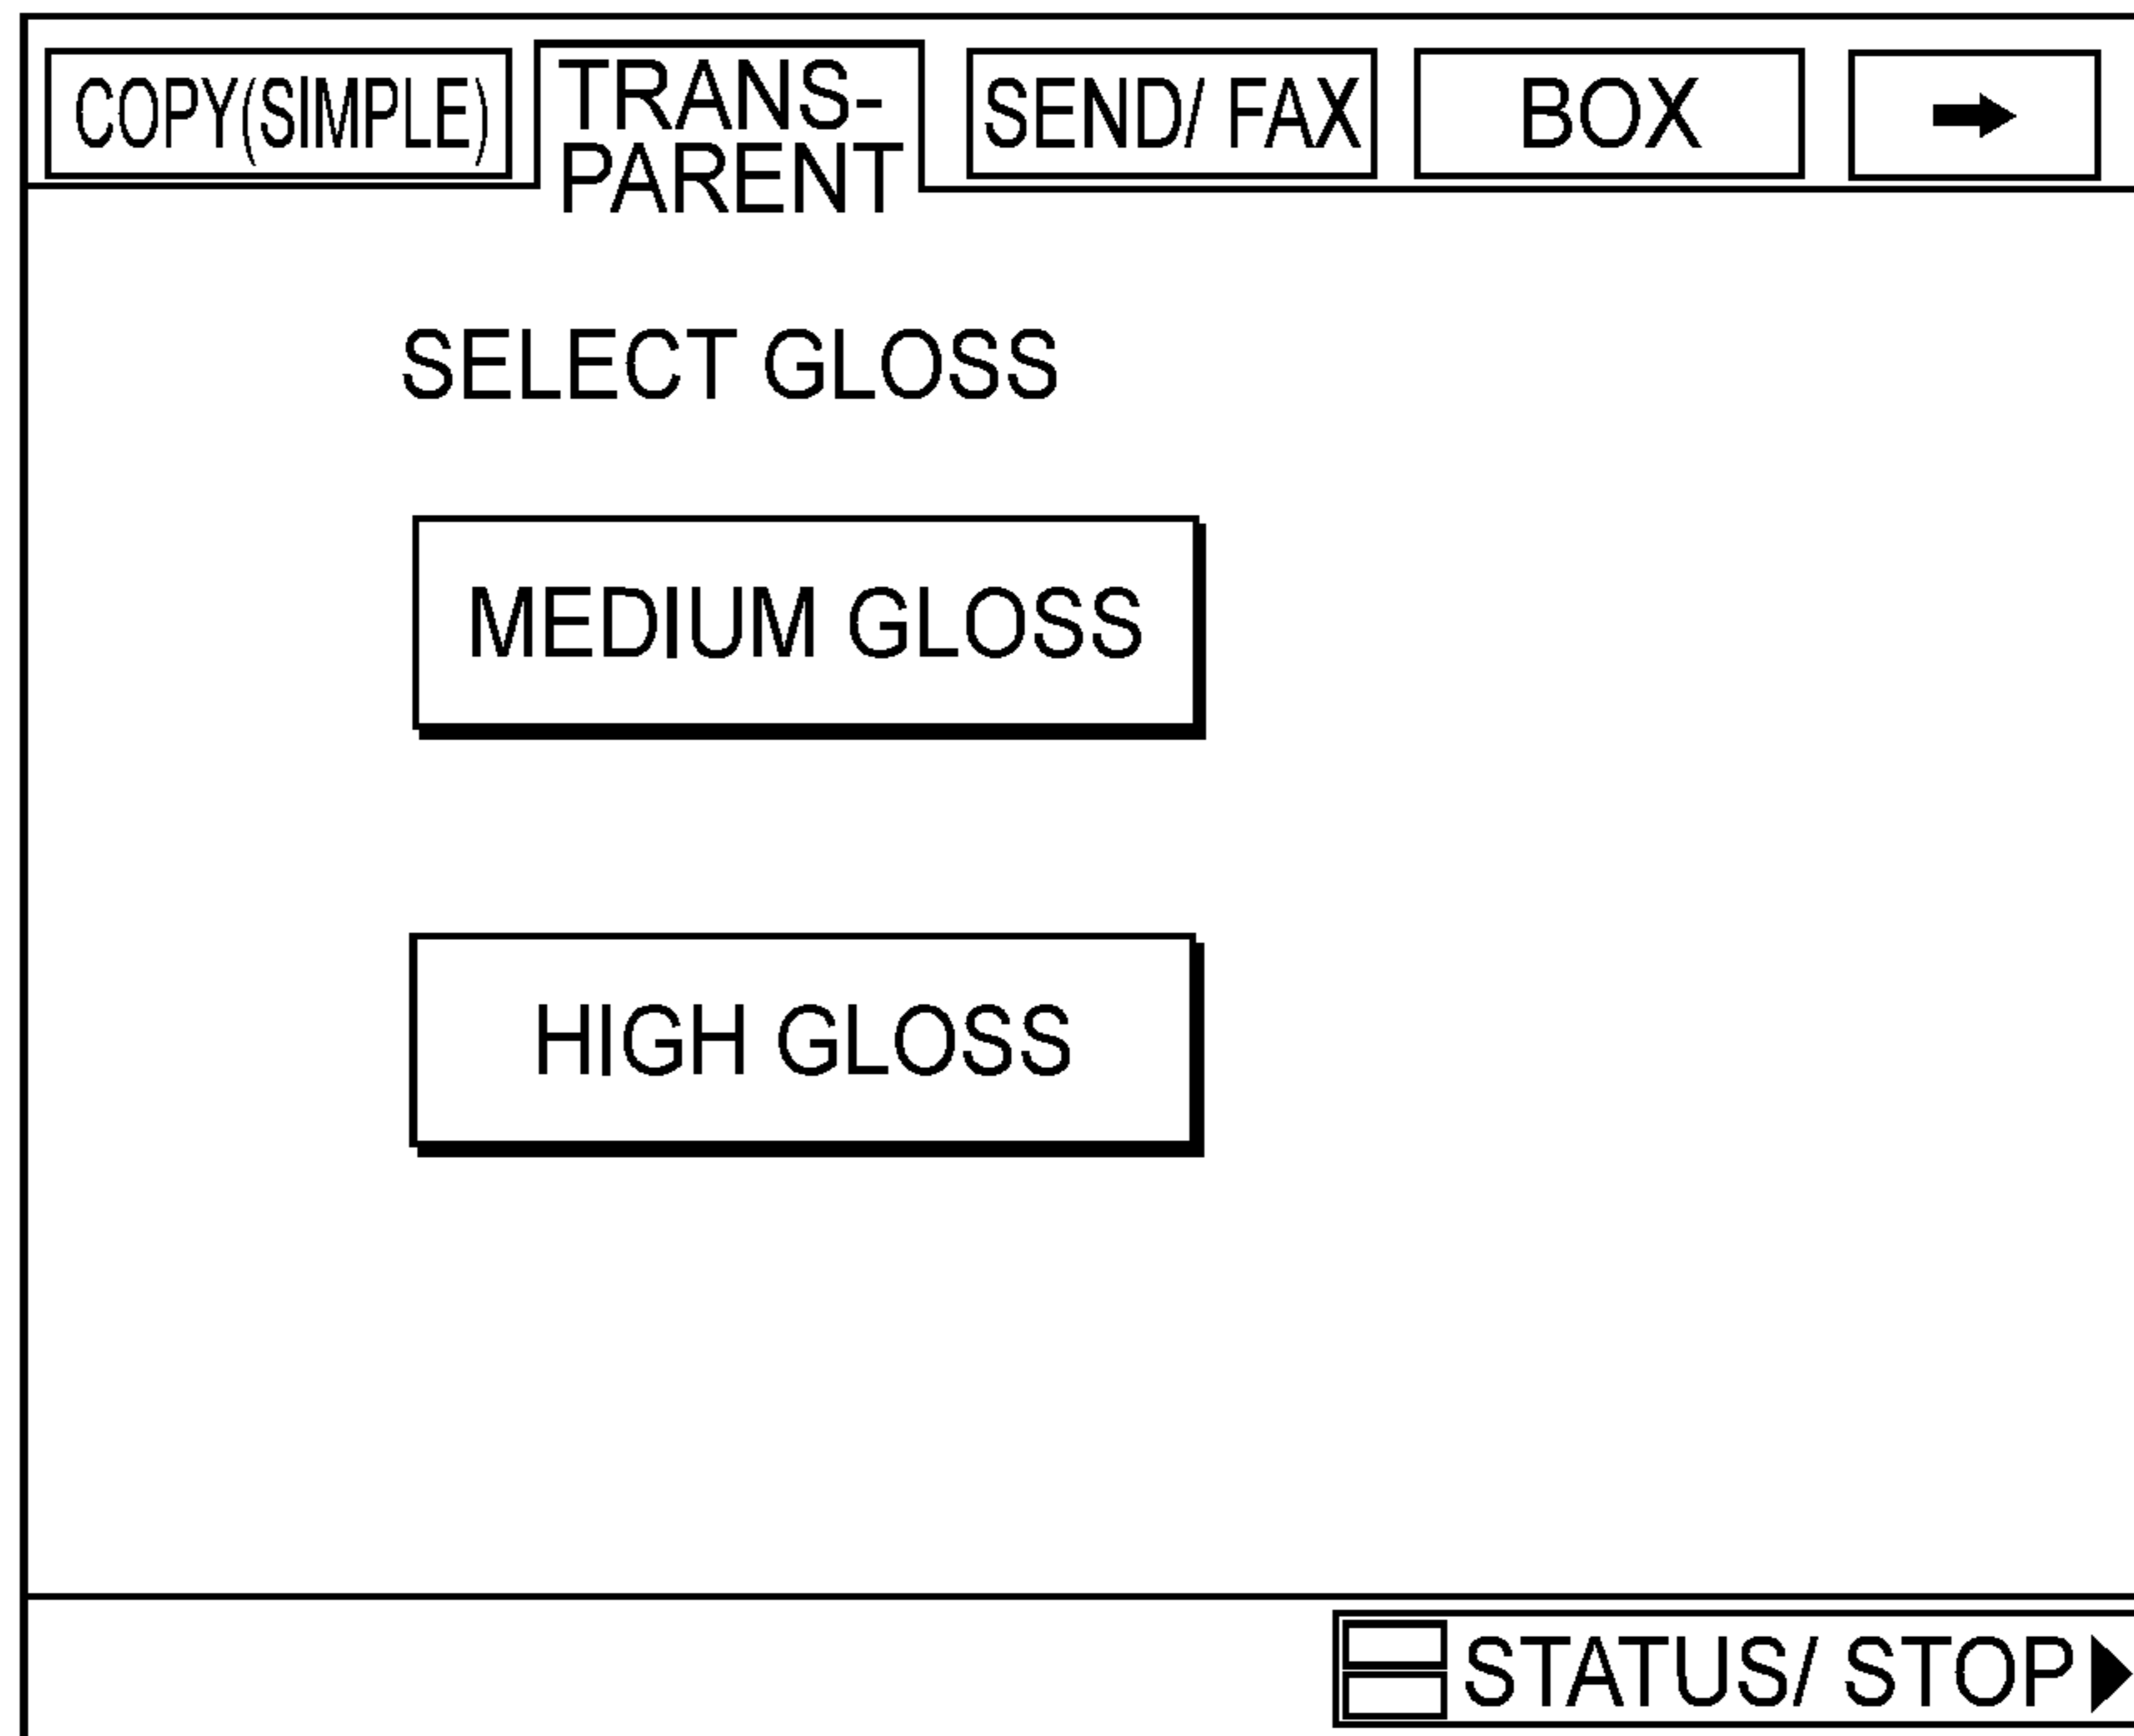 COPY(SIMPLE)
TRANS-
PARENT
SEND/ FAX
BOX
SELECT GLOSS
MEDIUM GLOSS
HIGH GLOSS
STATUS/ STOP